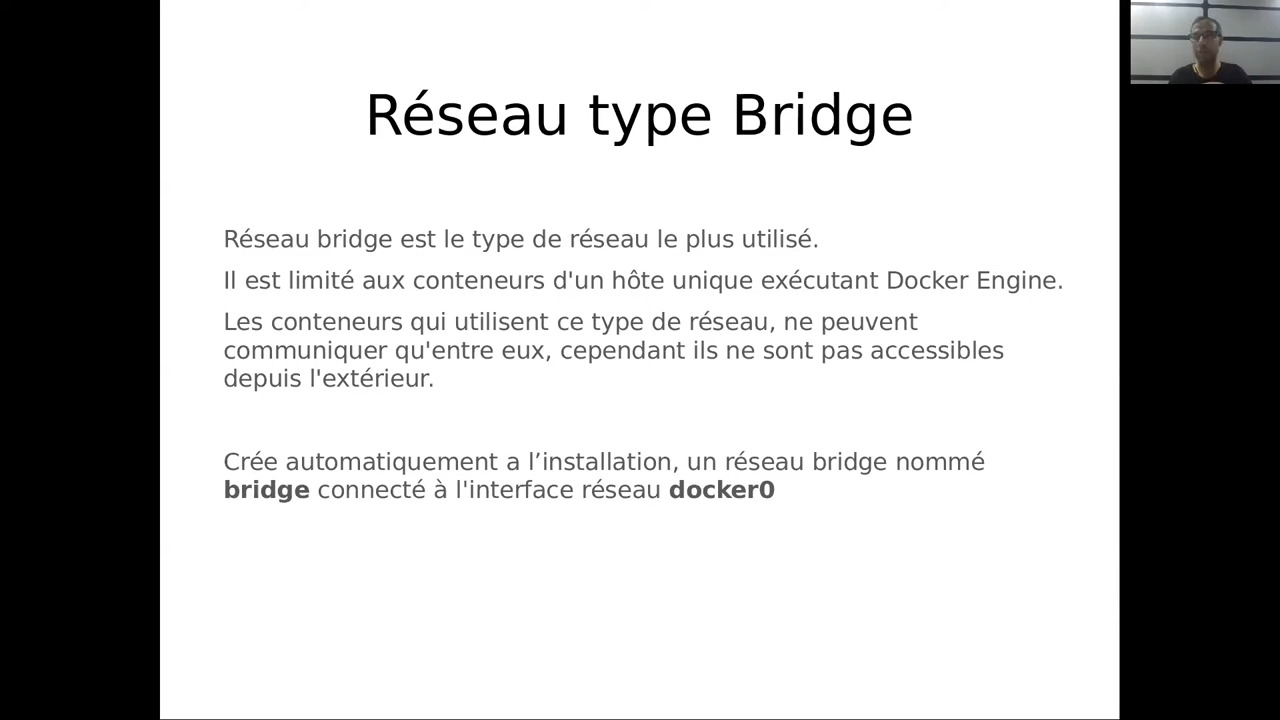 Réseau type Bridge
Réseau bridge est le type de réseau le plus utilisé.
Il est limité aux conteneurs d'un hôte unique exécutant Docker Engine.
Les conteneurs qui utilisent ce type de réseau, ne peuvent
communiquer qu'entre eux, cependant ils ne sont pas accessibles
depuis l'extérieur.
Crée automatiquement a l’installation, un réseau bridge nommé
bridge connecté à l'interface réseau docker0